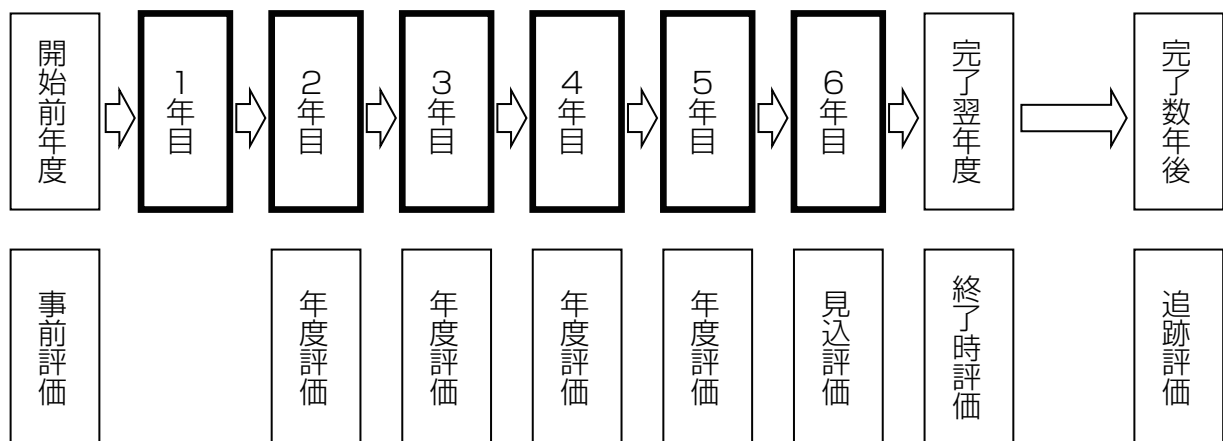 開始前年度
1年目
2年目
3年目
4年目
5年目
6年目
完了翌年度
完了数年後
事前評価
年度評価
年度評価
年度評価
年度評価
見込評価
終了時評価
追跡評価